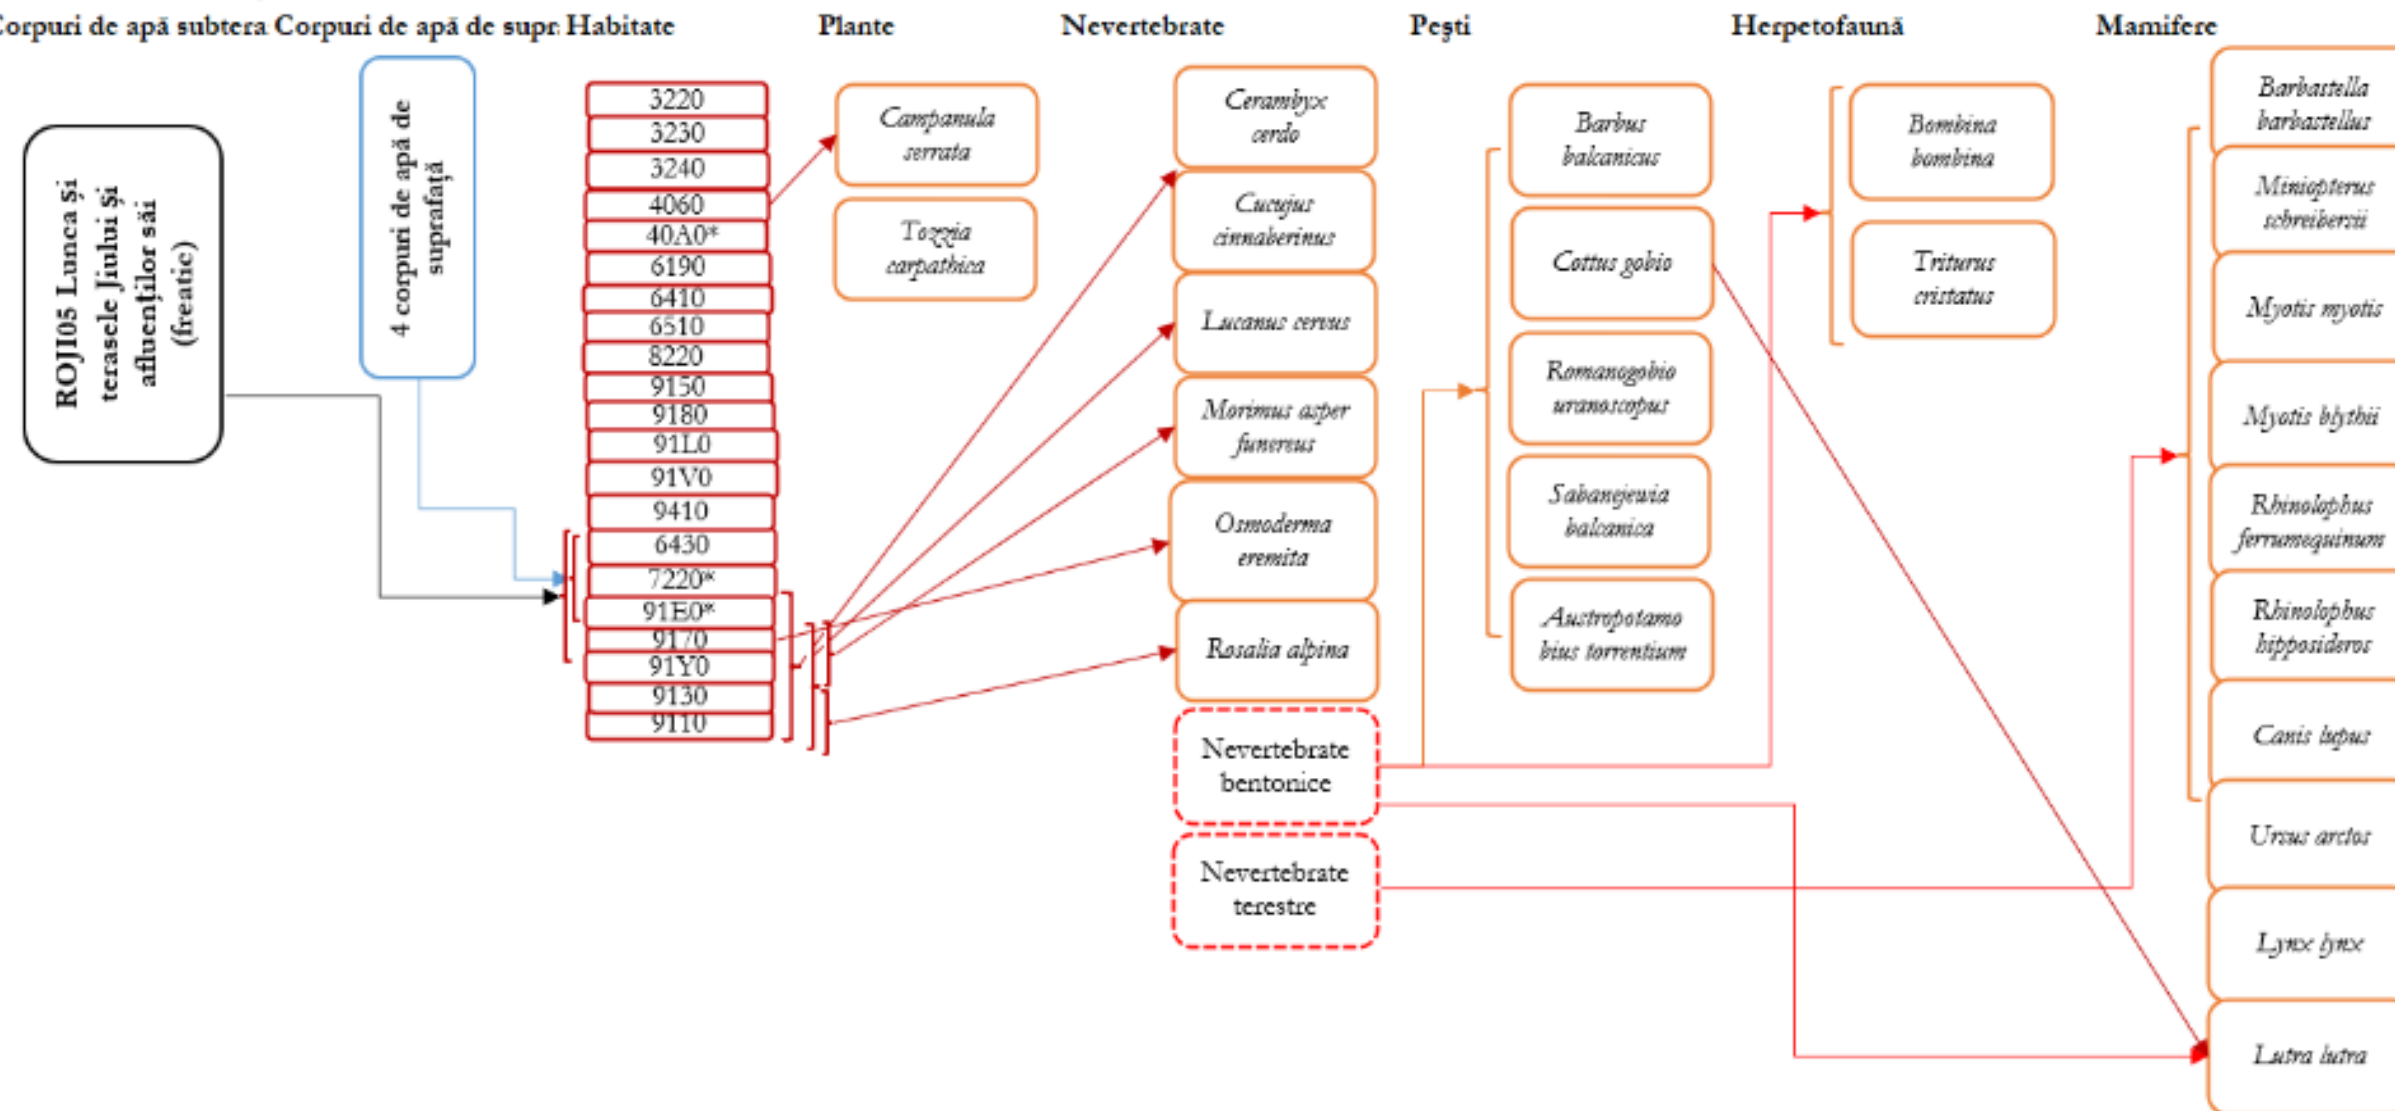 Corpuri de apă subtera Corpuri de apă de supr: Habitate Plante Nevertebrate Pești Herpetofaună Mamifere
ROJI05 Lunca și
terasele Jiului și
afluenților săi
(freatic)
4 corpuri de apă de
suprafață
3220
3230
3240
4060
40A0*
6190
6410
6510
8220
9150
9180
91L0
91V0
9410
6430
7220*
91E0*
9170
91Y0
9130
9110
Campanula
serrata
Tozzia
carpathica
Cerambyx
cerdo
Cucujus
cinnaberinus
Lucanus cervus
Morimus asper
funereus
Osmoderma
eremita
Rosalia alpina
Nevertebrate
bentonice
Nevertebrate
terestre
Barbus
balcanicus
Cottus gobio
Romanogobio
uranoscopus
Sabanejewia
balcanica
Austropotamo
bius torrentium
Bombina
bombina
Triturus
cristatus
Barbastella
barbastellus
Miniopterus
schreibersii
Myotis myotis
Myotis blythii
Rhinolophus
ferrumequinum
Rhinolophus
hipposideros
Canis lupus
Ursus arctos
Lynx lynx
Lutra lutra